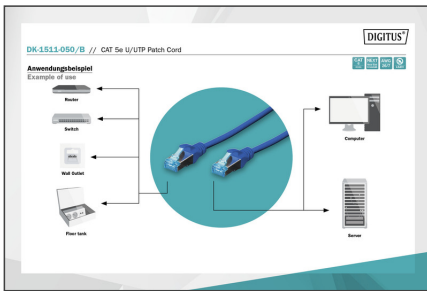 DIGITUS®
DK-1511-050/B // CAT 5e U/UTP Patch Cord
Anwendungsbeispiel
Example of use
Router
Switch
Wall Outlet
Floor tank
Computer
Server